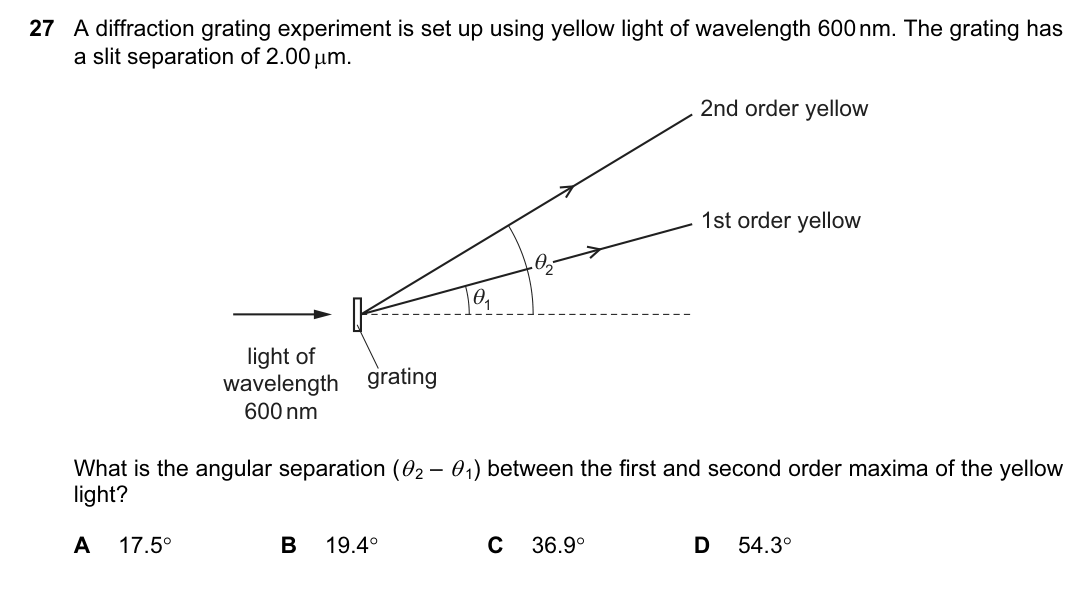 27 A diffraction grating experiment is set up using yellow light of wavelength 600 nm. The grating has
a slit separation of 2.00 μm.
2nd order yellow
1st order yellow
θ₂
θ₁
light of
wavelength
600 nm
grating
What is the angular separation (θ₂ – θ₁) between the first and second order maxima of the yellow
light?
A 17.5° B 19.4° C 36.9° D 54.3°